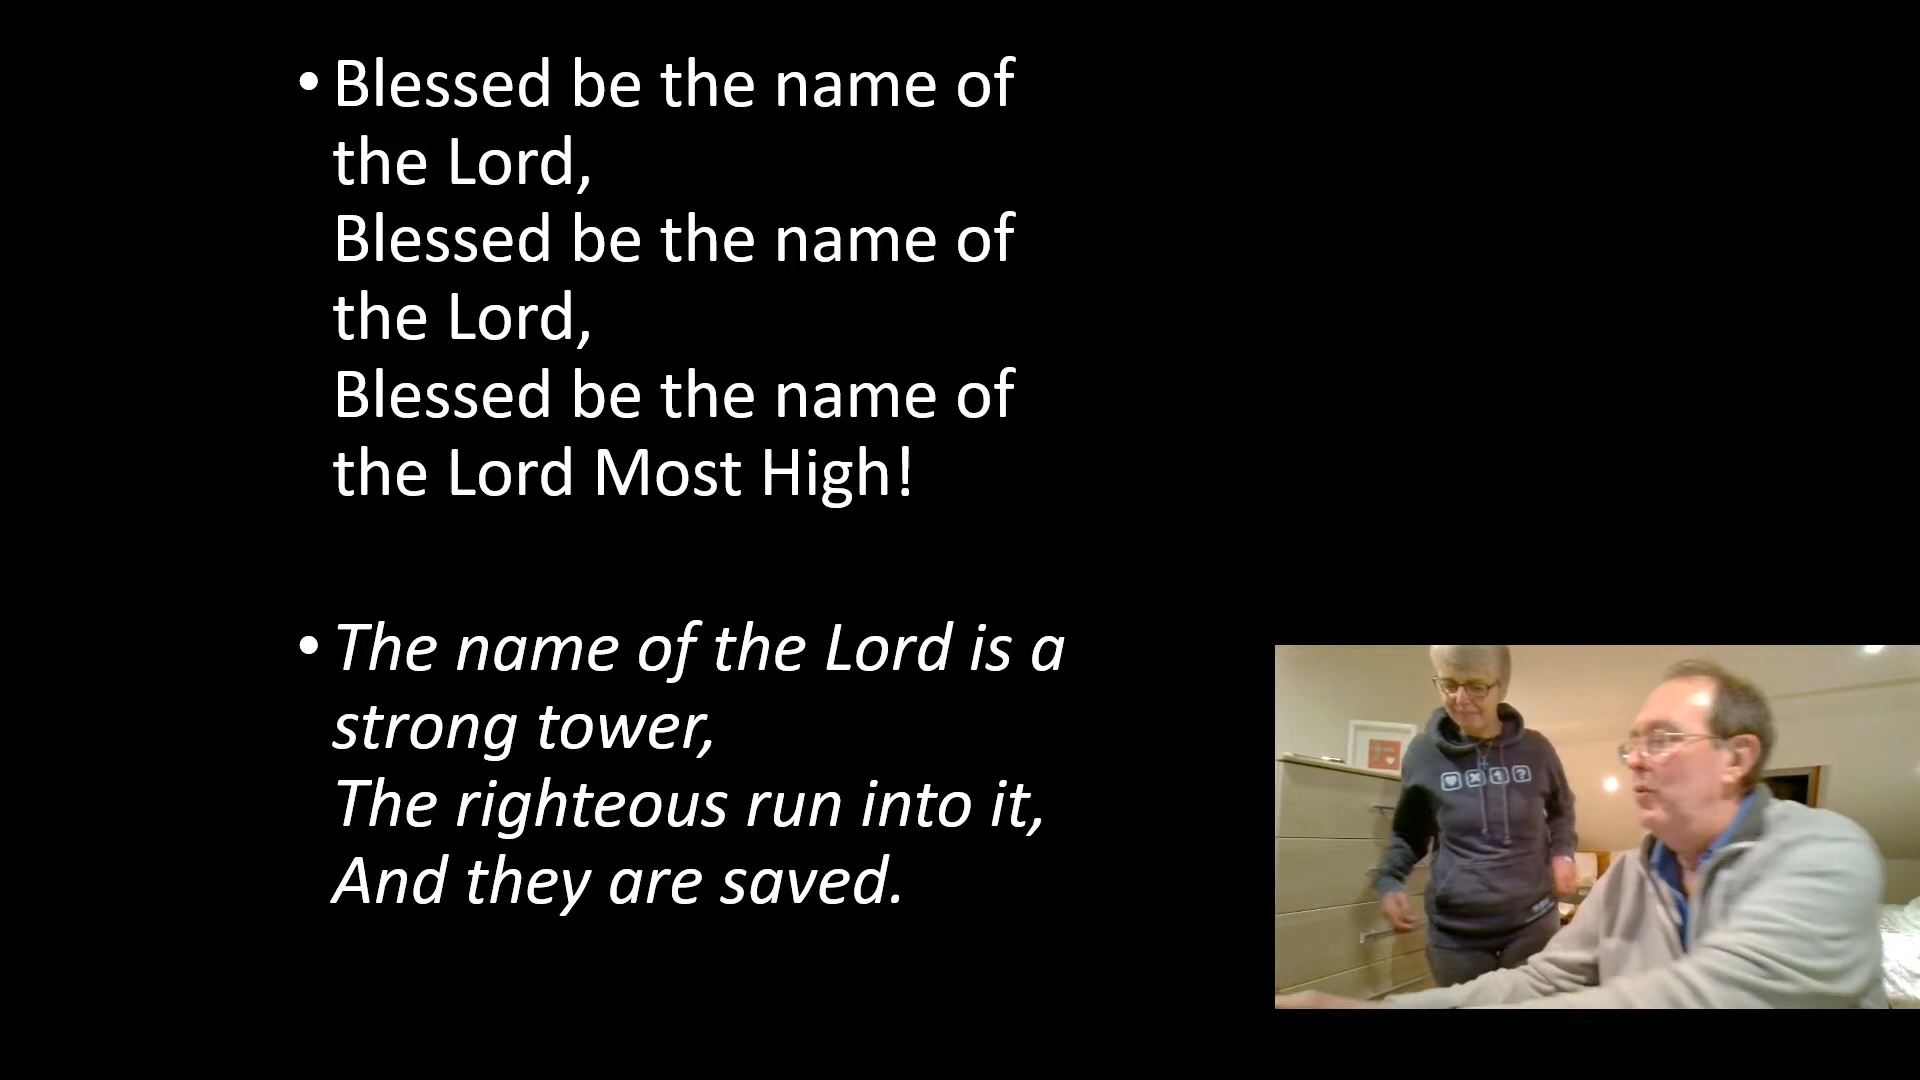 • Blessed be the name of
the Lord,
Blessed be the name of
the Lord,
Blessed be the name of
the Lord Most High!
• The name of the Lord is a
strong tower,
The righteous run into it,
And they are saved.